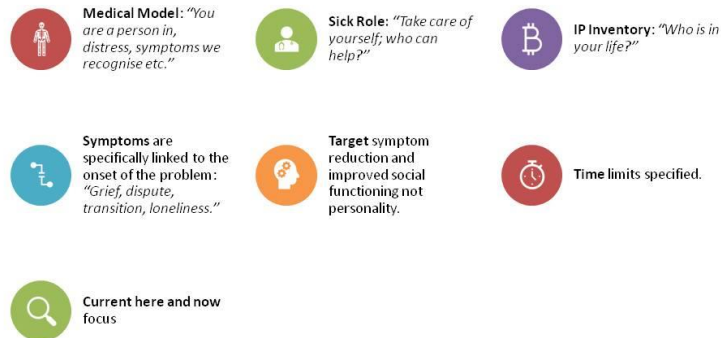 Medical Model: “You
are a person in,
distress, symptoms we
recognise etc.”
Sick Role: “Take care of
yourself; who can
help?”
IP Inventory: “Who is in
your life?”
Symptoms are
specifically linked to the
onset of the problem:
“Grief, dispute,
transition, loneliness.”
Target symptom
reduction and
improved social
functioning not
personality.
Time limits specified.
Current here and now
focus